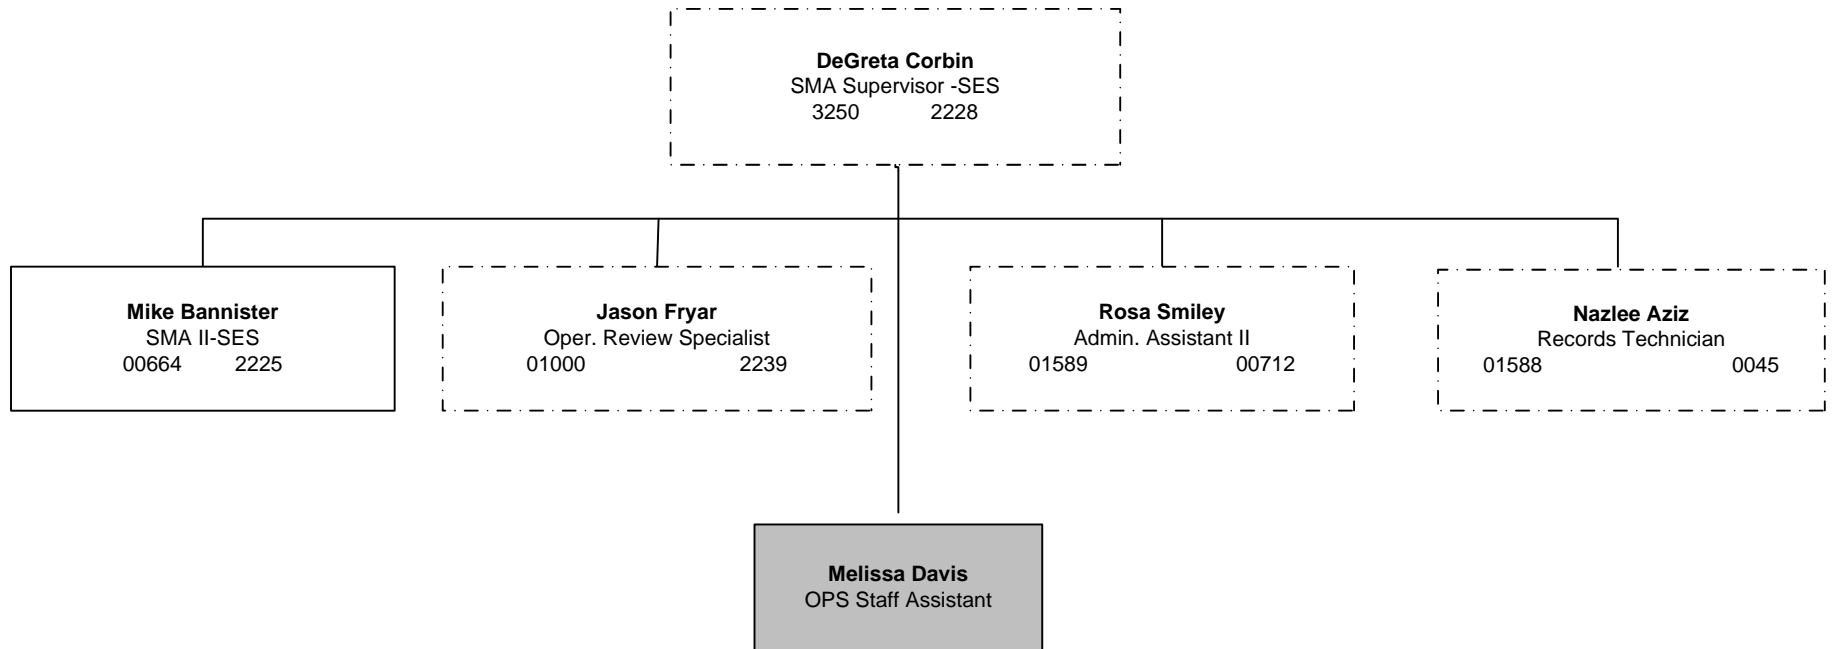 DeGreta Corbin
SMA Supervisor -SES
3250 2228
Mike Bannister
SMA II-SES
00664 2225
Jason Fryar
Oper. Review Specialist
01000 2239
Rosa Smiley
Admin. Assistant II
01589 00712
Nazlee Aziz
Records Technician
01588 0045
Melissa Davis
OPS Staff Assistant